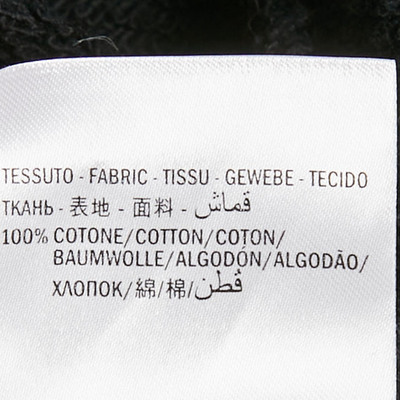 TESSUTO - FABRIC - TISSU - GEWEBE - TECIDO
ТКАНЬ - 表地 - 面料 - قماش
100% COTONE/COTTON/COTON/
BAUMWOLLE/ALGODÓN/ALGODÃO/
ХЛОПОК/綿/棉/قطن